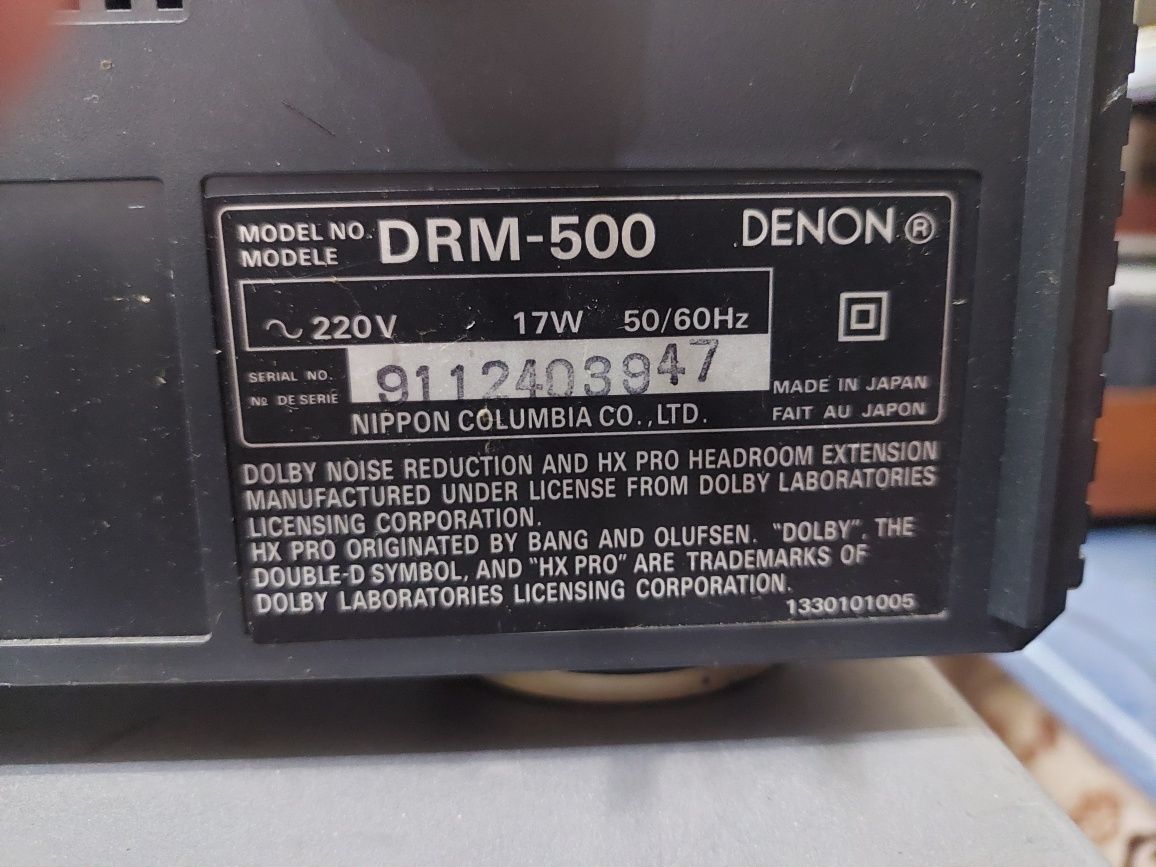 MODEL NO. DRM-500 DENON ®
MODELE
~ 220V 17W 50/60Hz
SERIAL NO. 9112403947
№ DE SERIE
MADE IN JAPAN
NIPPON COLUMBIA CO.,LTD. FAIT AU JAPON
DOLBY NOISE REDUCTION AND HX PRO HEADROOM EXTENSION
MANUFACTURED UNDER LICENSE FROM DOLBY LABORATORIES
LICENSING CORPORATION.
HX PRO ORIGINATED BY BANG AND OLUFSEN. "DOLBY", THE
DOUBLE-D SYMBOL, AND "HX PRO" ARE TRADEMARKS OF
DOLBY LABORATORIES LICENSING CORPORATION.
1330101005